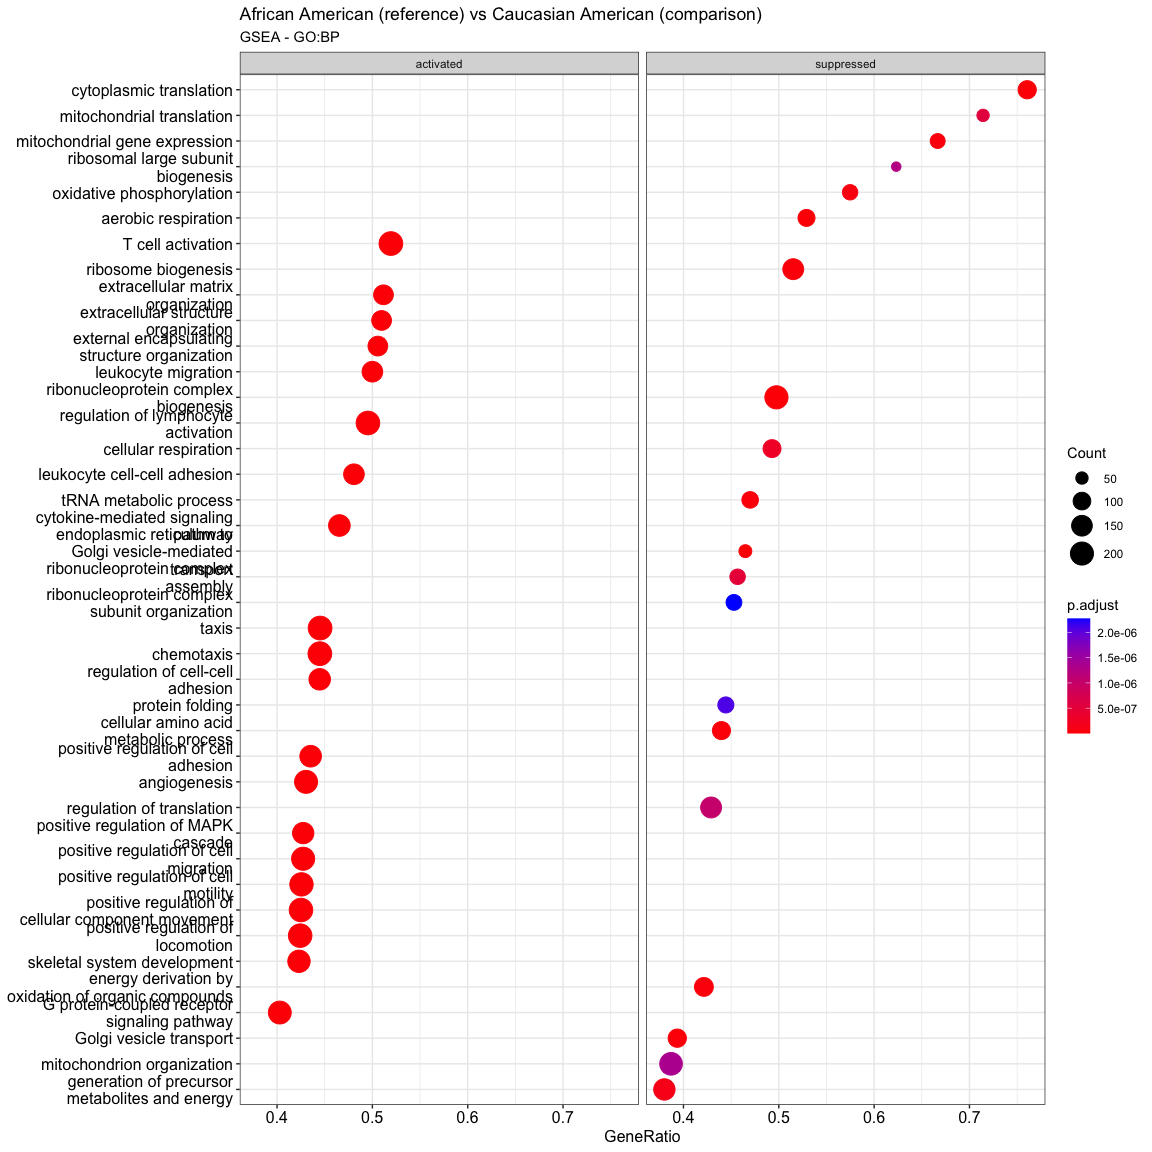 African American (reference) vs Caucasian American (comparison)
GSEA - GO:BP
activated
suppressed
cytoplasmic translation
mitochondrial translation
mitochondrial gene expression
ribosomal large subunit
biogenesis
oxidative phosphorylation
aerobic respiration
T cell activation
ribosome biogenesis
extracellular matrix
organization
extracellular structure
organization
external encapsulating
structure organization
leukocyte migration
ribonucleoprotein complex
biogenesis
regulation of lymphocyte
activation
cellular respiration
leukocyte cell-cell adhesion
tRNA metabolic process
cytokine-mediated signaling
pathway
endoplasmic reticulum to
Golgi vesicle-mediated
transport
ribonucleoprotein complex
assembly
ribonucleoprotein complex
subunit organization
taxis
chemotaxis
regulation of cell-cell
adhesion
protein folding
cellular amino acid
metabolic process
positive regulation of cell
adhesion
angiogenesis
regulation of translation
positive regulation of MAPK
cascade
positive regulation of cell
migration
positive regulation of cell
motility
positive regulation of
cellular component movement
positive regulation of
locomotion
skeletal system development
energy derivation by
oxidation of organic compounds
G protein-coupled receptor
signaling pathway
Golgi vesicle transport
mitochondrion organization
generation of precursor
metabolites and energy
0.4 0.5 0.6 0.7
0.4 0.5 0.6 0.7
GeneRatio
Count
50
100
150
200
p.adjust
2.0e-06
1.5e-06
1.0e-06
5.0e-07